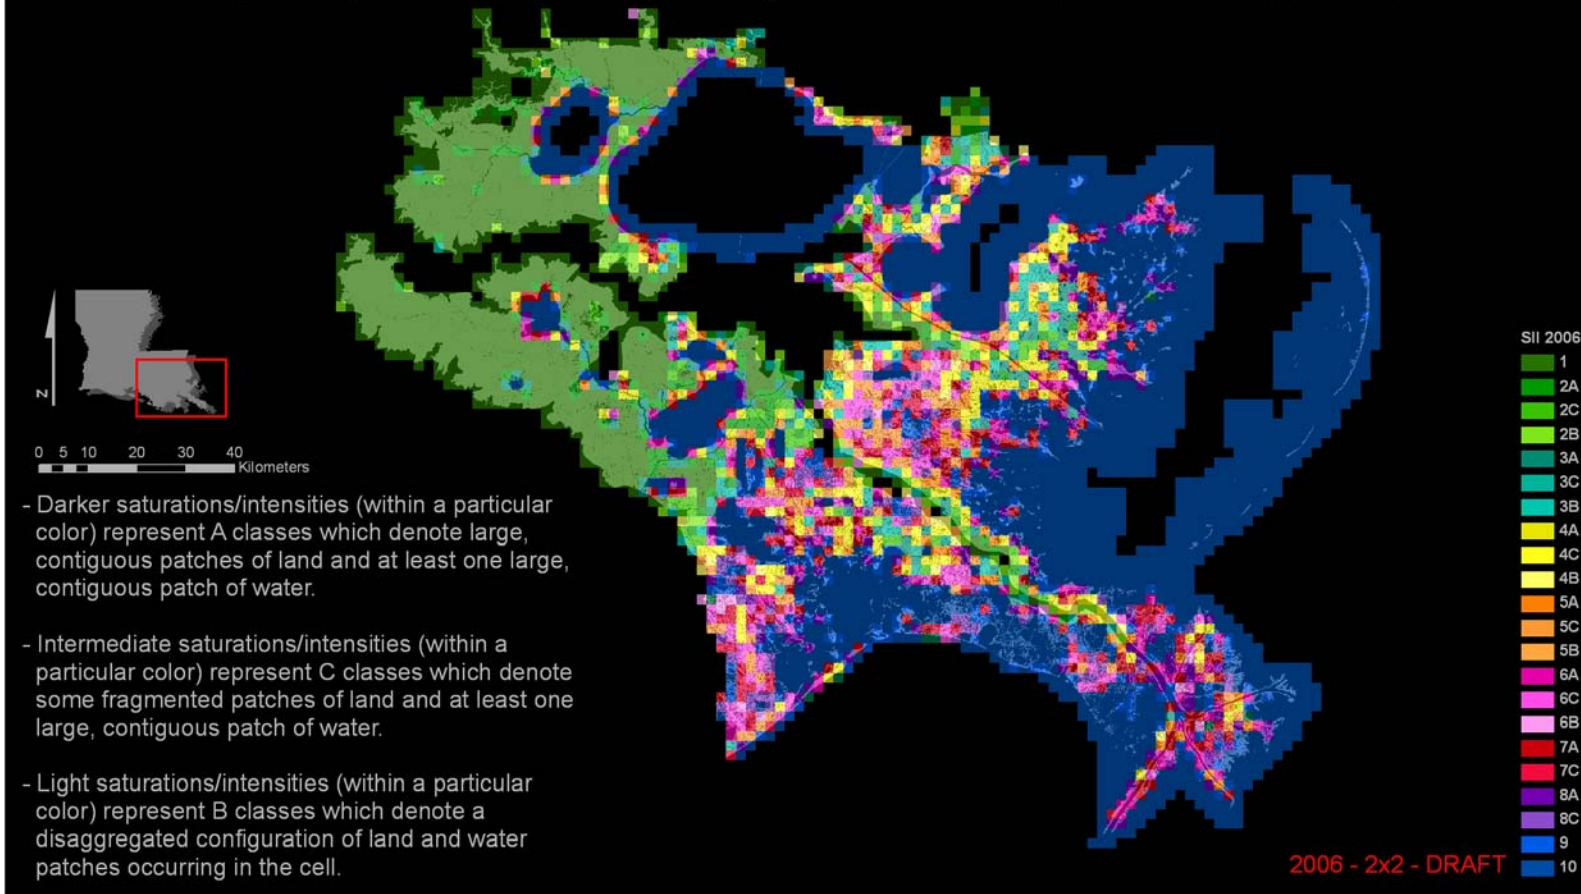 N
0 5 10 20 30 40
Kilometers
- Darker saturations/intensities (within a particular
color) represent A classes which denote large,
contiguous patches of land and at least one large,
contiguous patch of water.
- Intermediate saturations/intensities (within a
particular color) represent C classes which denote
some fragmented patches of land and at least one
large, contiguous patch of water.
- Light saturations/intensities (within a particular
color) represent B classes which denote a
disaggregated configuration of land and water
patches occurring in the cell.
SII 2006
1
2A
2C
2B
3A
3C
3B
4A
4C
4B
5A
5C
5B
6A
6C
6B
7A
7C
8A
8C
9
10
2006 - 2x2 - DRAFT